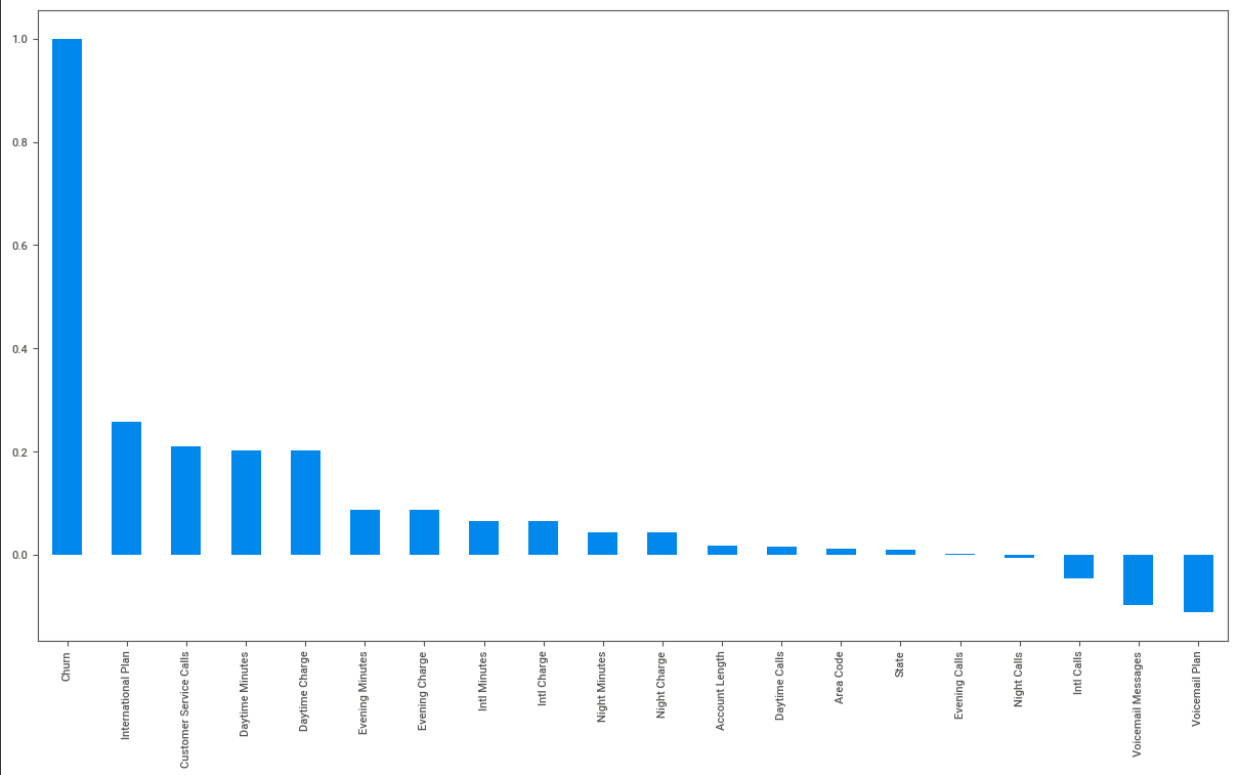 1.0
0.8
0.6
0.4
0.2
0.0
Churn
International Plan
Customer Service Calls
Daytime Minutes
Daytime Charge
Evening Minutes
Evening Charge
Intl Minutes
Intl Charge
Night Minutes
Night Charge
Account Length
Daytime Calls
Area Code
State
Evening Calls
Night Calls
Intl Calls
Voicemail Messages
Voicemail Plan